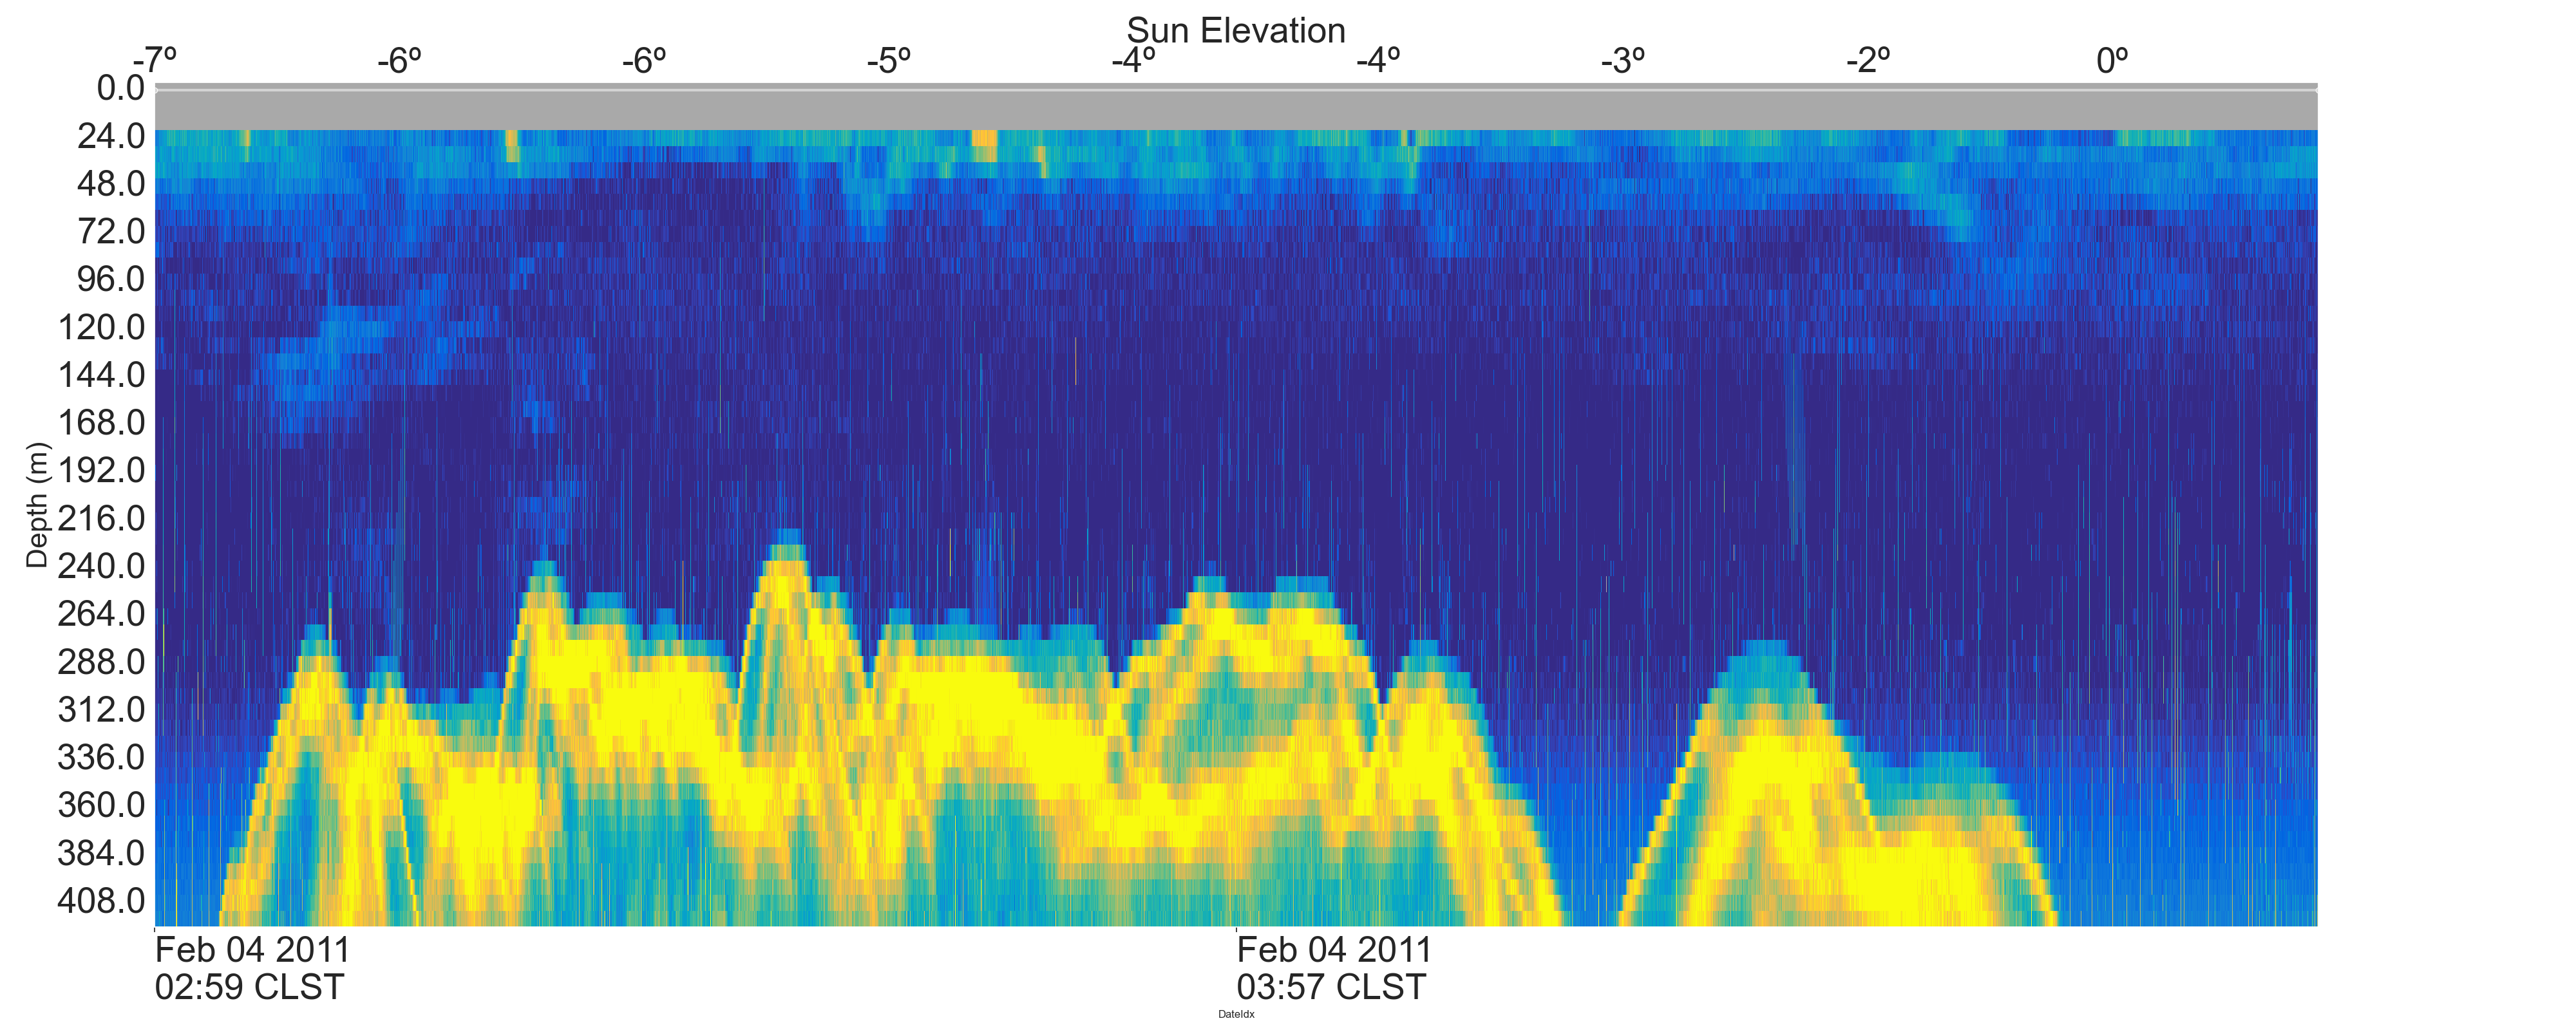 Sun Elevation
-7º -6º -6º -5º -4º -4º -3º -2º 0º
0.0
24.0
48.0
72.0
96.0
120.0
144.0
168.0
192.0
216.0
240.0
264.0
288.0
312.0
336.0
360.0
384.0
408.0
Depth (m)
Feb 04 2011
02:59 CLST
Feb 04 2011
03:57 CLST
DateIdx